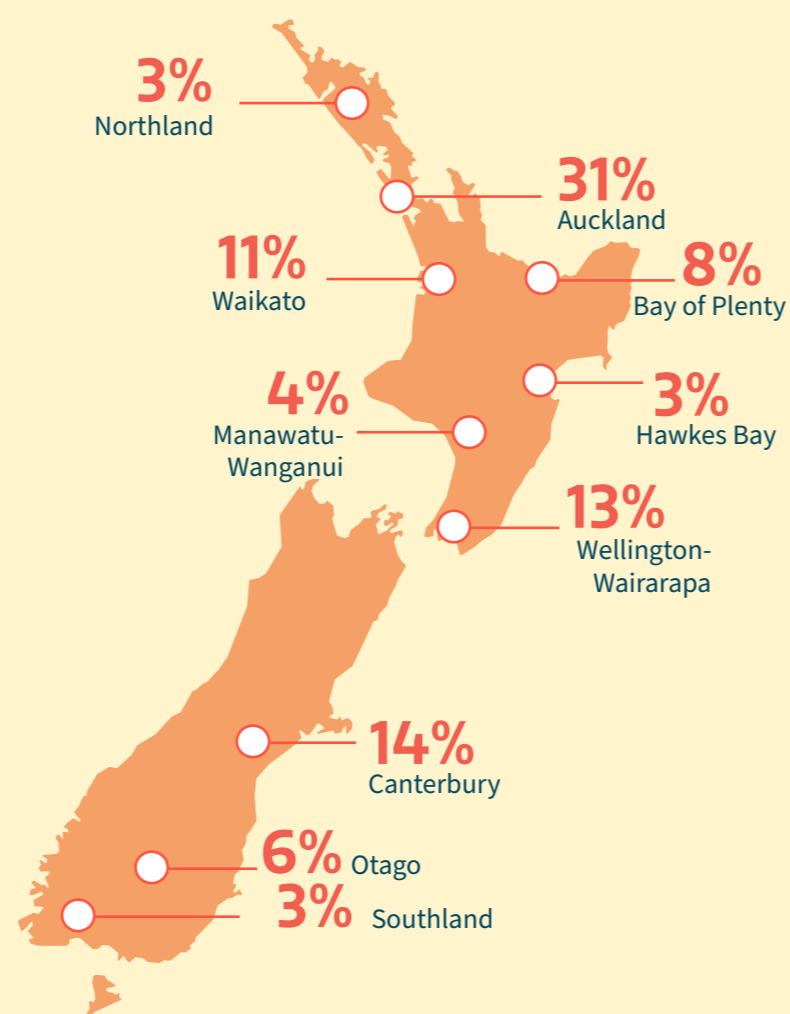 3%
Northland
31%
Auckland
11%
Waikato
8%
Bay of Plenty
4%
Manawatu-
Wanganui
3%
Hawkes Bay
13%
Wellington-
Wairarapa
14%
Canterbury
6% Otago
3% Southland